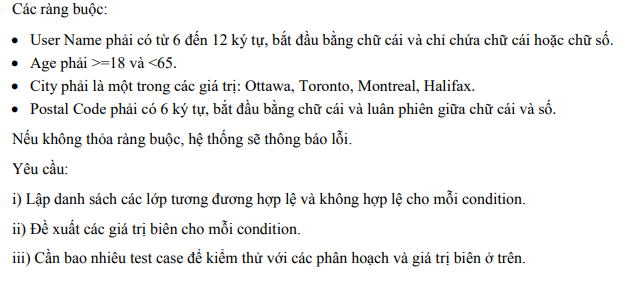 Các ràng buộc:
• User Name phải có từ 6 đến 12 ký tự, bắt đầu bằng chữ cái và chỉ chứa chữ cái hoặc chữ số.
• Age phải >=18 và <65.
• City phải là một trong các giá trị: Ottawa, Toronto, Montreal, Halifax.
• Postal Code phải có 6 ký tự, bắt đầu bằng chữ cái và luân phiên giữa chữ cái và số.
Nếu không thỏa ràng buộc, hệ thống sẽ thông báo lỗi.
Yêu cầu:
i) Lập danh sách các lớp tương đương hợp lệ và không hợp lệ cho mỗi condition.
ii) Đề xuất các giá trị biên cho mỗi condition.
iii) Cần bao nhiêu test case để kiểm thử với các phân hoạch và giá trị biên ở trên.